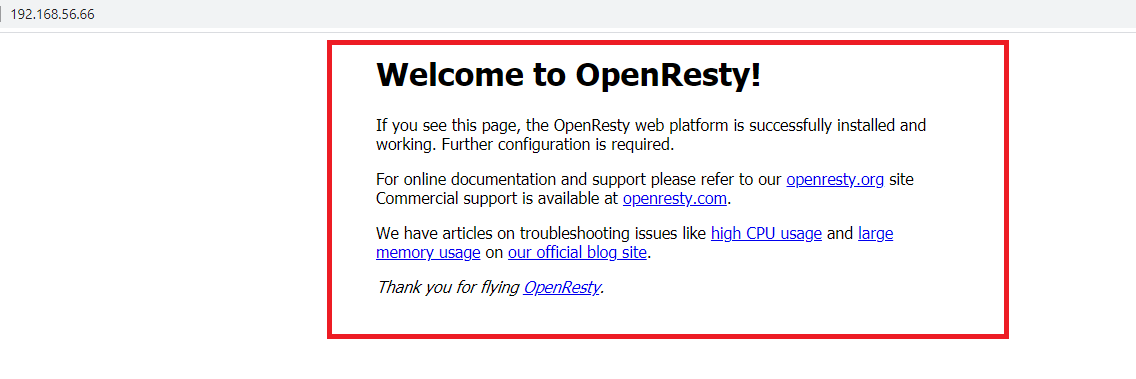 192.168.56.66
Welcome to OpenResty!
If you see this page, the OpenResty web platform is successfully installed and
working. Further configuration is required.
For online documentation and support please refer to our openresty.org site
Commercial support is available at openresty.com.
We have articles on troubleshooting issues like high CPU usage and large
memory usage on our official blog site.
Thank you for flying OpenResty.